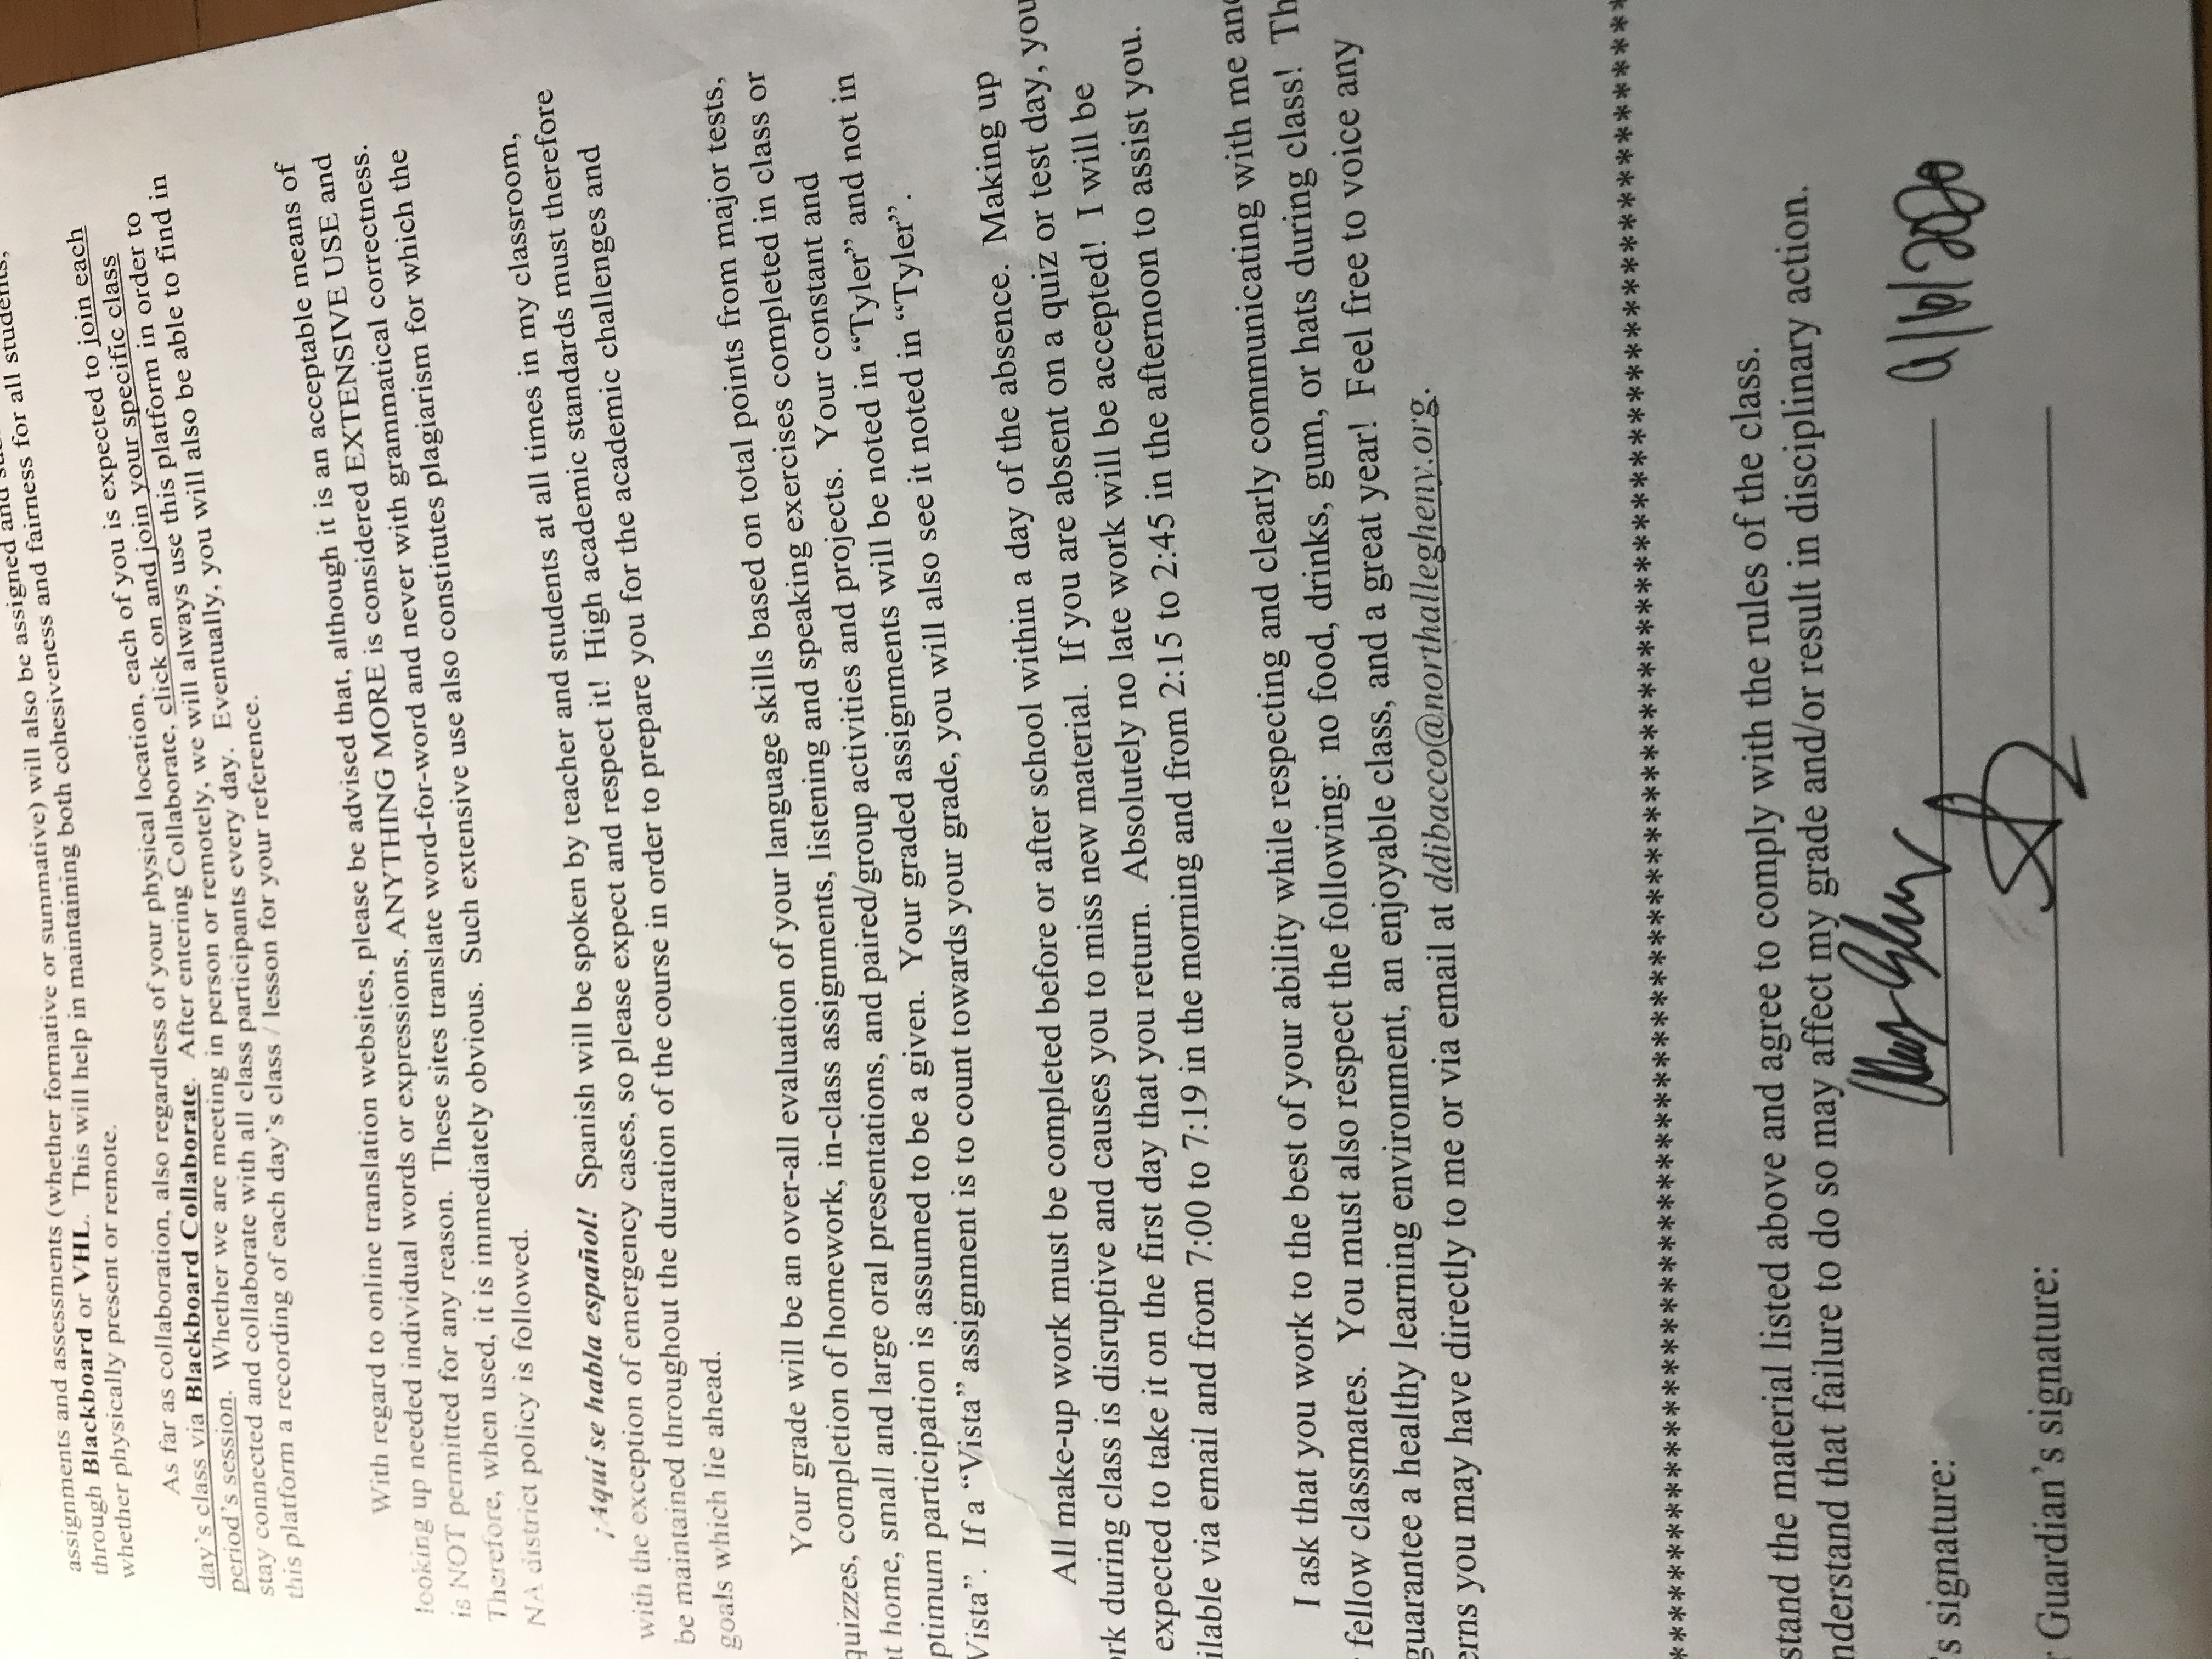 assignments and assessments (whether formative or summative) will also be assigned and
through Blackboard or VHL. This will help in maintaining both cohesiveness and fairness for all students,
whether physically present or remote.
As far as collaboration, also regardless of your physical location, each of you is expected to join each
day's class via Blackboard Collaborate. After entering Collaborate, click on and join your specific class
period's session. Whether we are meeting in person or remotely, we will always use this platform in order to
stay connected and collaborate with all class participants every day. Eventually, you will also be able to find in
this platform a recording of each day's class / lesson for your reference.
With regard to online translation websites, please be advised that, although it is an acceptable means of
looking up needed individual words or expressions, ANYTHING MORE is considered EXTENSIVE USE and
is NOT permitted for any reason. These sites translate word-for-word and never with grammatical correctness.
Therefore, when used, it is immediately obvious. Such extensive use also constitutes plagiarism for which the
NA district policy is followed.
¡Aquí se habla español! Spanish will be spoken by teacher and students at all times in my classroom,
with the exception of emergency cases, so please expect and respect it! High academic standards must therefore
be maintained throughout the duration of the course in order to prepare you for the academic challenges and
goals which lie ahead.
Your grade will be an over-all evaluation of your language skills based on total points from major tests,
quizzes, completion of homework, in-class assignments, listening and speaking exercises completed in class or
at home, small and large oral presentations, and paired/group activities and projects. Your constant and
ptimum participation is assumed to be a given. Your graded assignments will be noted in “Tyler” and not in
Vista”. If a “Vista” assignment is to count towards your grade, you will also see it noted in “Tyler”.
All make-up work must be completed before or after school within a day of the absence. Making up
ork during class is disruptive and causes you to miss new material. If you are absent on a quiz or test day, you
expected to take it on the first day that you return. Absolutely no late work will be accepted! I will be
ilable via email and from 7:00 to 7:19 in the morning and from 2:15 to 2:45 in the afternoon to assist you.
I ask that you work to the best of your ability while respecting and clearly communicating with me and
fellow classmates. You must also respect the following: no food, drinks, gum, or hats during class! Th
guarantee a healthy learning environment, an enjoyable class, and a great year! Feel free to voice any
erns you may have directly to me or via email at ddibacco@northallegheny.org.
********************************************************************************
stand the material listed above and agree to comply with the rules of the class.
nderstand that failure to do so may affect my grade and/or result in disciplinary action.
's signature:
9/6/2020
r Guardian's signature: